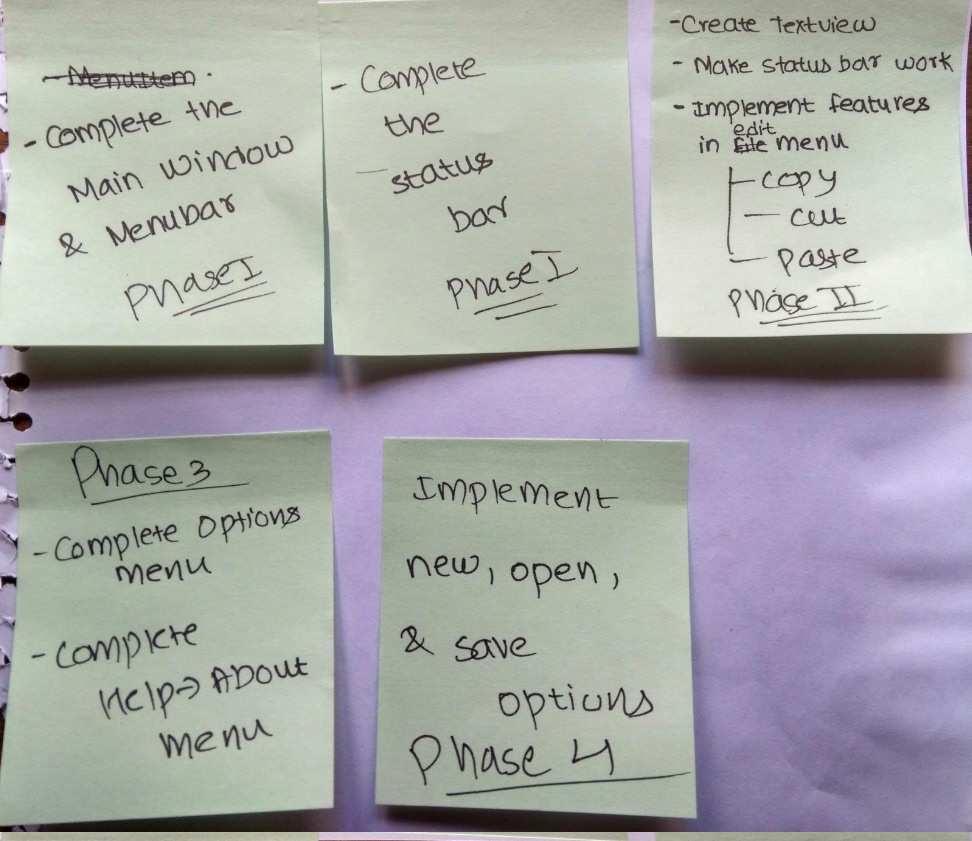 - Menuitem.
- Complete the
Main Window
& Menubar
Phase I
- Complete
the
status
bar
Phase I
- Create Textview
- Make status bar work
- Implement features
edit
in file menu
copy
cut
paste
Phase II
Phase 3
- Complete Options
menu
- Complete
Help → About
menu
Implement
new, open,
& save
options
Phase 4